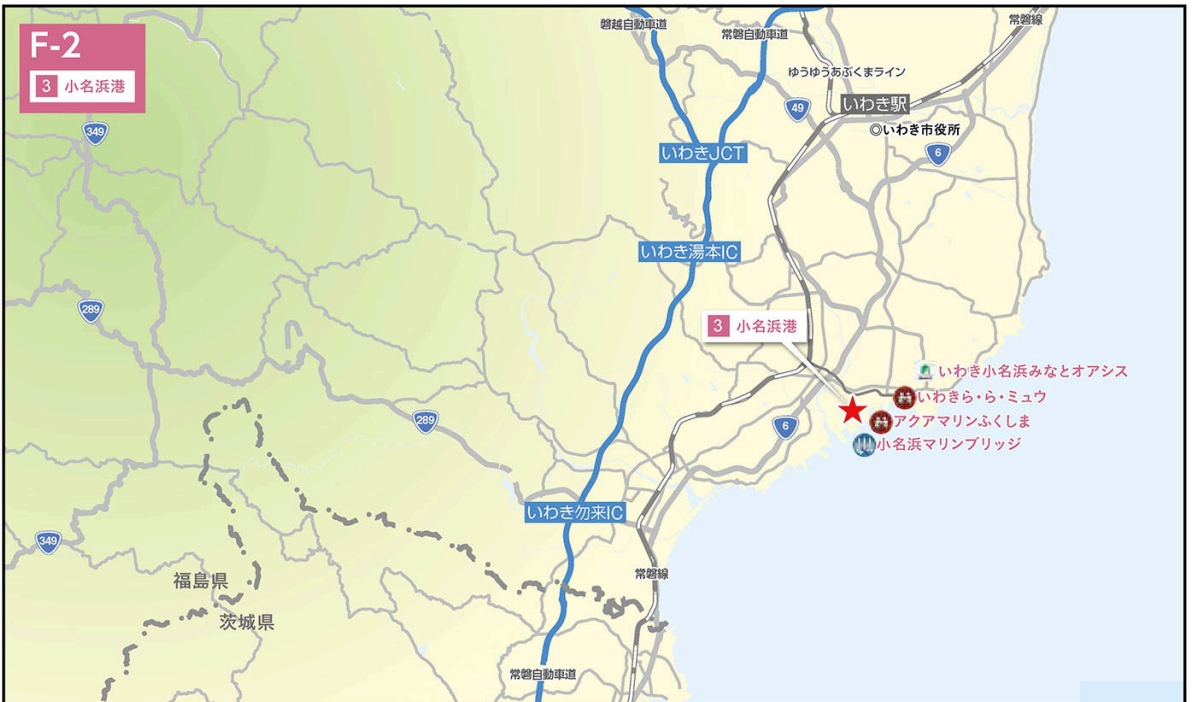 F-2
3 小名浜港
磐越自動車道
常磐自動車道
常磐線
ゆうゆうあぶくまライン
49
いわき駅
◎いわき市役所
6
349
いわきJCT
いわき湯本IC
289
3 小名浜港
いわき小名浜みなとオアシス
いわきら・ら・ミュウ
アクアマリンふくしま
小名浜マリンブリッジ
289
6
いわき勿来IC
349
福島県
茨城県
常磐線
常磐自動車道